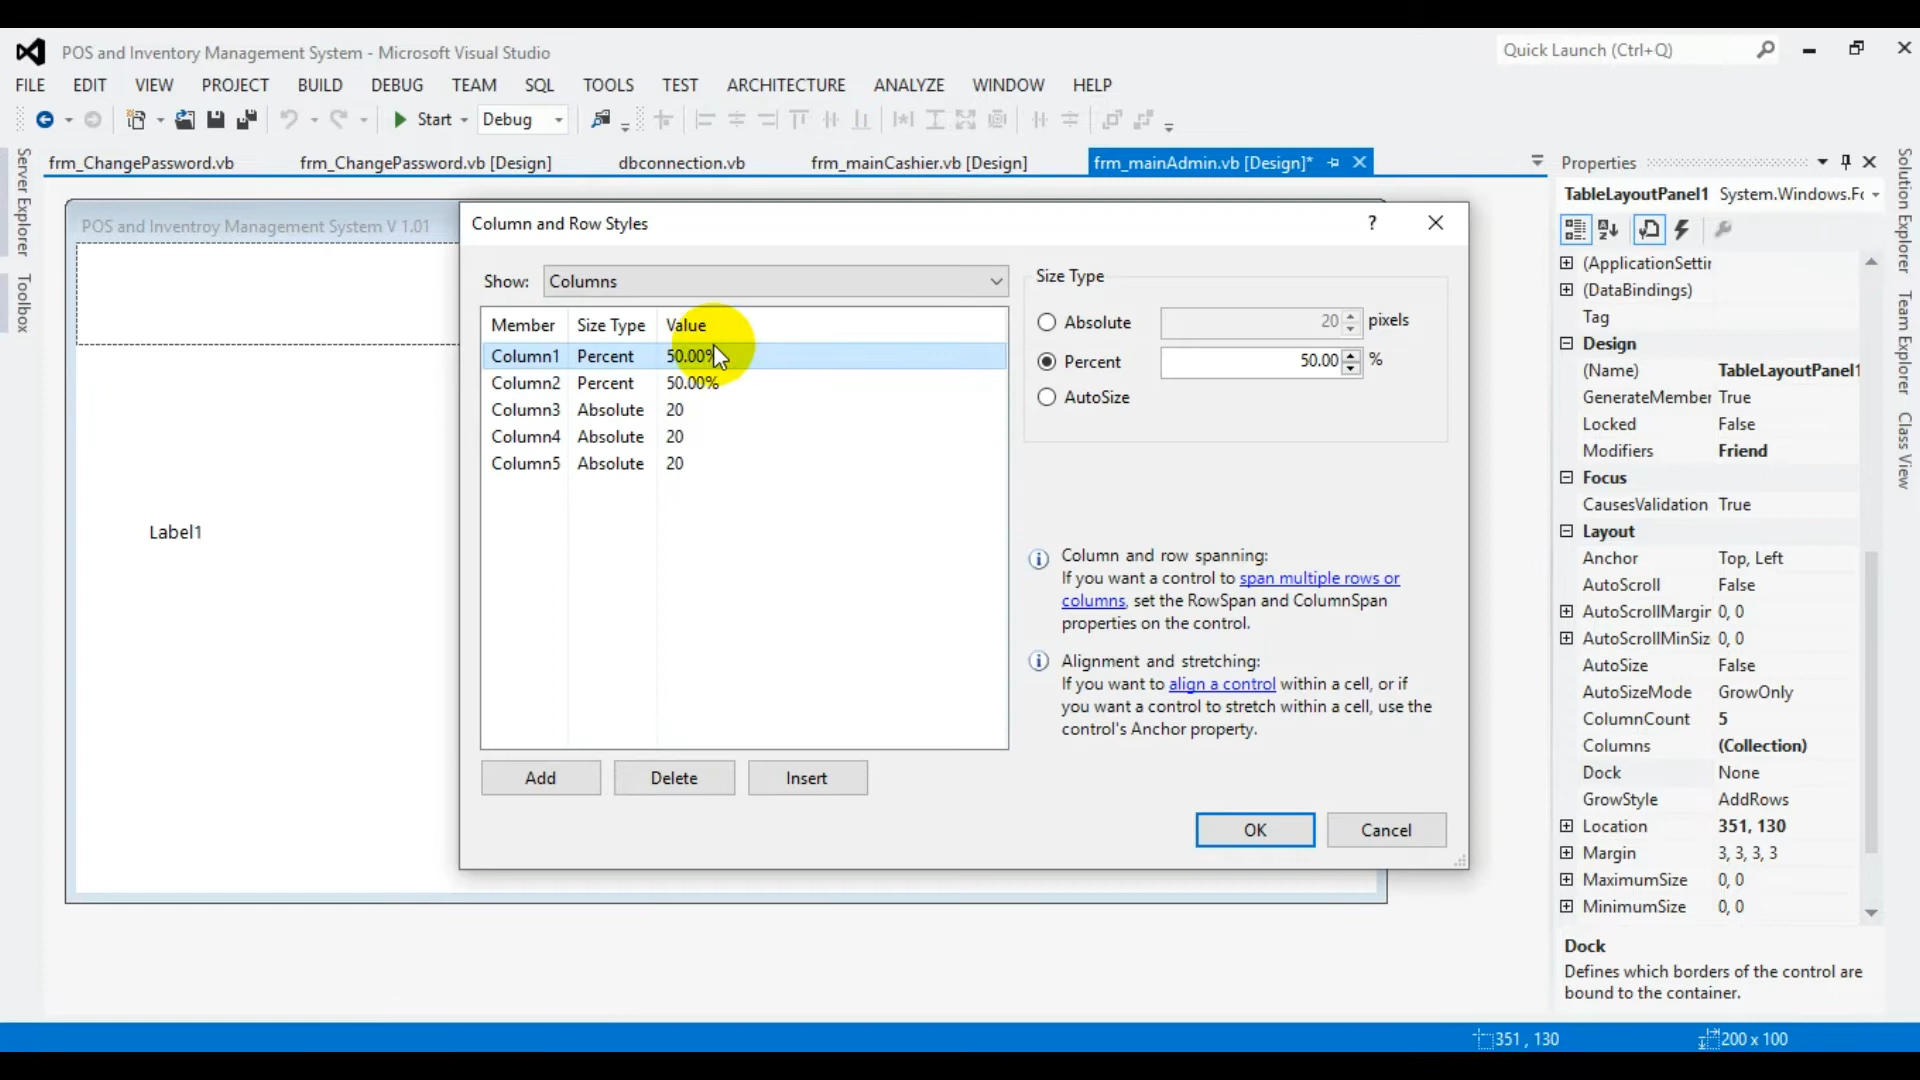 POS and Inventory Management System - Microsoft Visual Studio
Quick Launch (Ctrl+Q)
FILE EDIT VIEW PROJECT BUILD DEBUG TEAM SQL TOOLS TEST ARCHITECTURE ANALYZE WINDOW HELP
Start Debug
frm_ChangePassword.vb frm_ChangePassword.vb [Design] dbconnection.vb frm_mainCashier.vb [Design] frm_mainAdmin.vb [Design]*
Server Explorer
Toolbox
POS and Inventroy Management System V 1.01
Label1
Column and Row Styles
?
Show: Columns
Member Size Type Value
Column1 Percent 50.00%
Column2 Percent 50.00%
Column3 Absolute 20
Column4 Absolute 20
Column5 Absolute 20
Add Delete Insert
Size Type
Absolute 20 pixels
Percent 50.00 %
AutoSize
Column and row spanning:
If you want a control to span multiple rows or
columns, set the RowSpan and ColumnSpan
properties on the control.
Alignment and stretching:
If you want to align a control within a cell, or if
you want a control to stretch within a cell, use the
control's Anchor property.
OK Cancel
Properties
TableLayoutPanel1 System.Windows.Fo
(ApplicationSettin
(DataBindings)
Tag
Design
(Name) TableLayoutPanel1
GenerateMember True
Locked False
Modifiers Friend
Focus
CausesValidation True
Layout
Anchor Top, Left
AutoScroll False
AutoScrollMargin 0, 0
AutoScrollMinSiz 0, 0
AutoSize False
AutoSizeMode GrowOnly
ColumnCount 5
Columns (Collection)
Dock None
GrowStyle AddRows
Location 351, 130
Margin 3, 3, 3, 3
MaximumSize 0, 0
MinimumSize 0, 0
Dock
Defines which borders of the control are
bound to the container.
Solution Explorer
Team Explorer
Class View
351 , 130 200 x 100